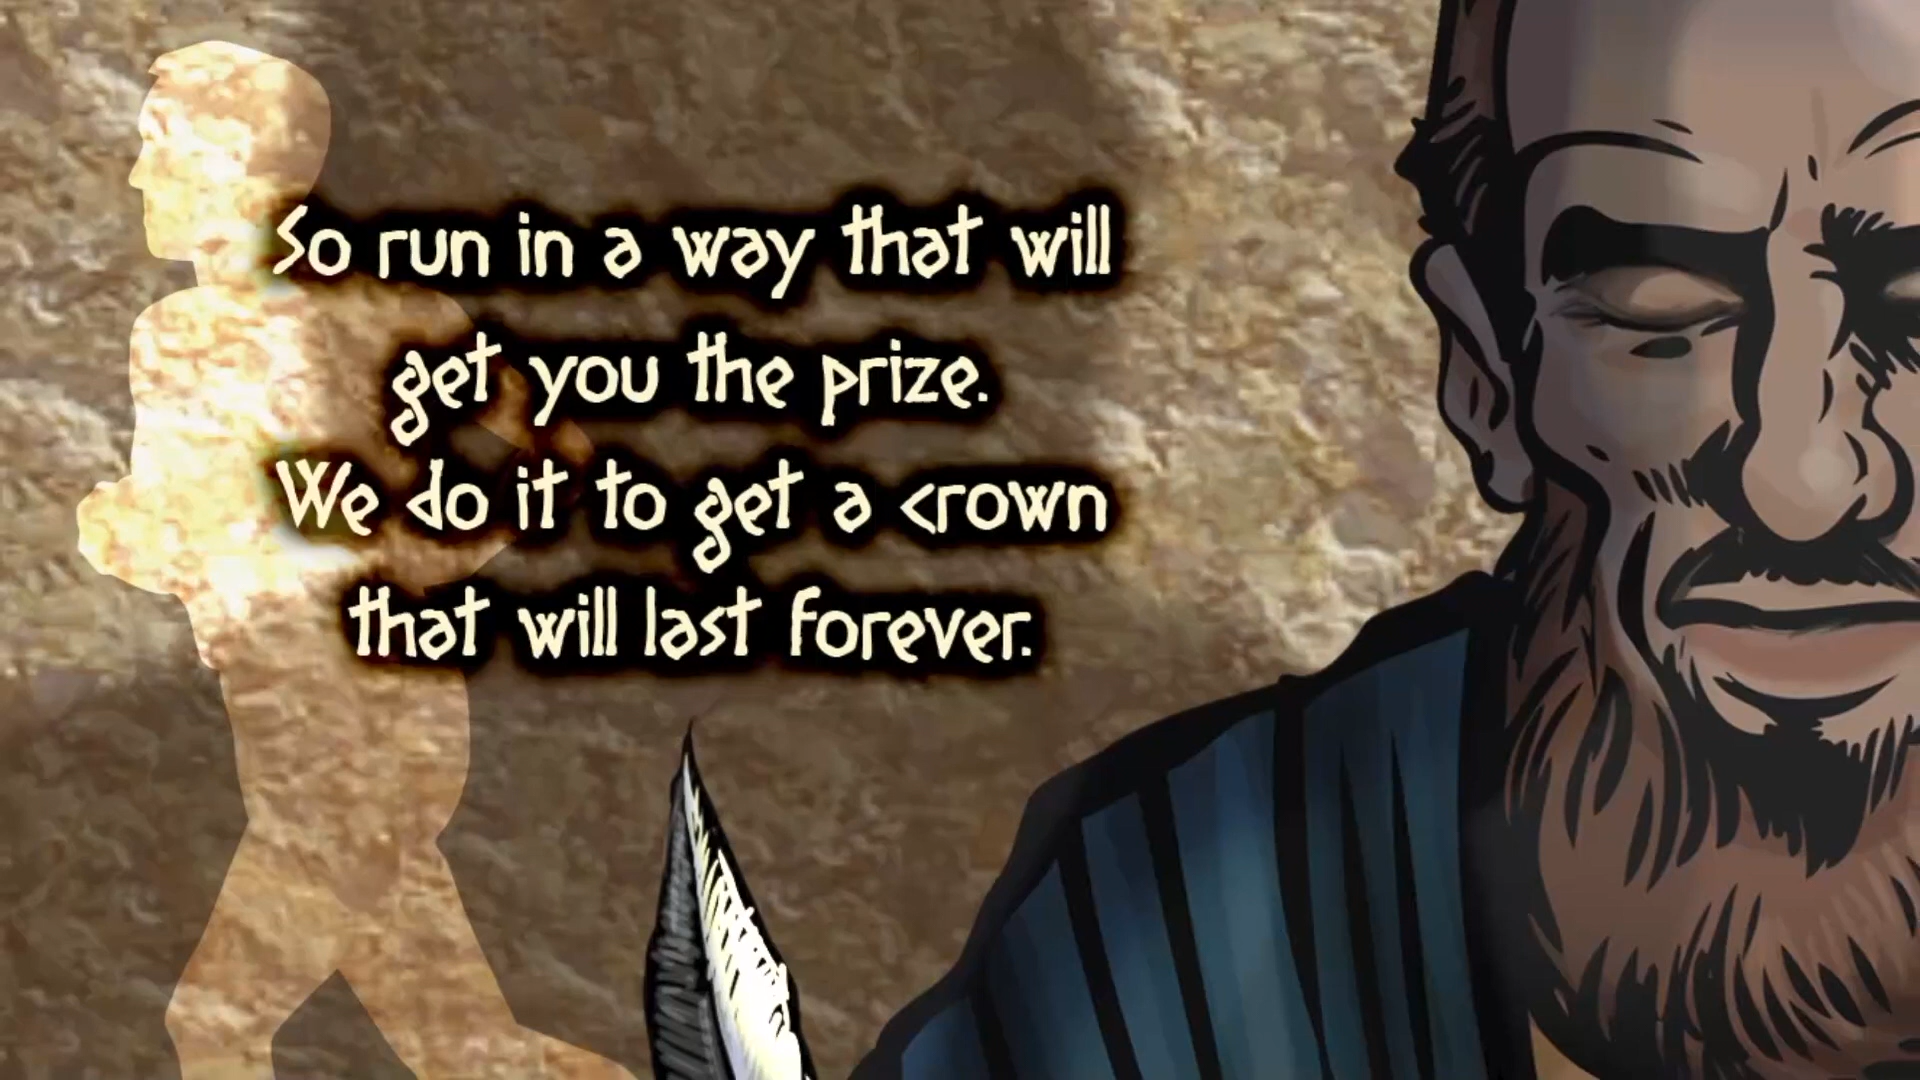 So run in a way that will
get you the prize.
We do it to get a crown
that will last forever.